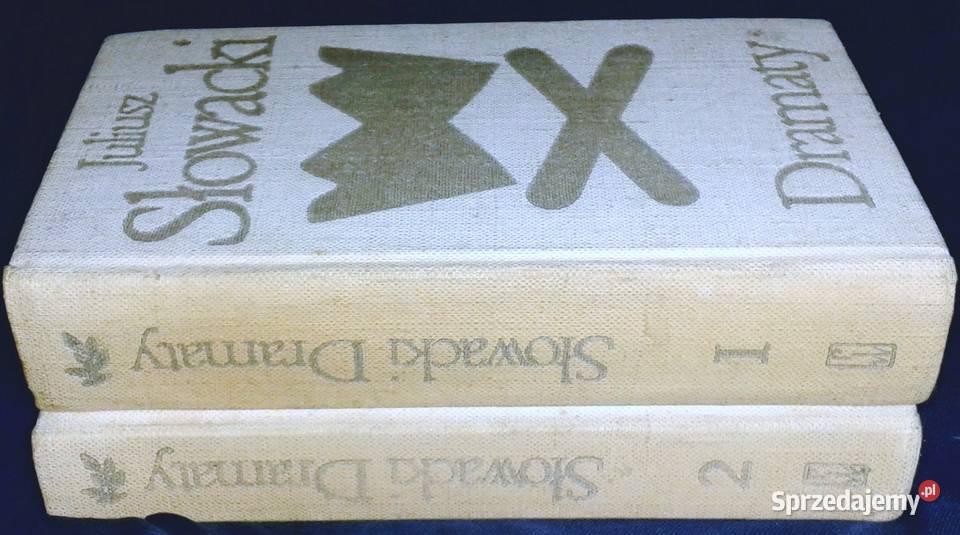 Juliusz
Słowacki
Dramaty*
Słowacki Dramaty 1
Słowacki Dramaty 2
Sprzedajemy.pl